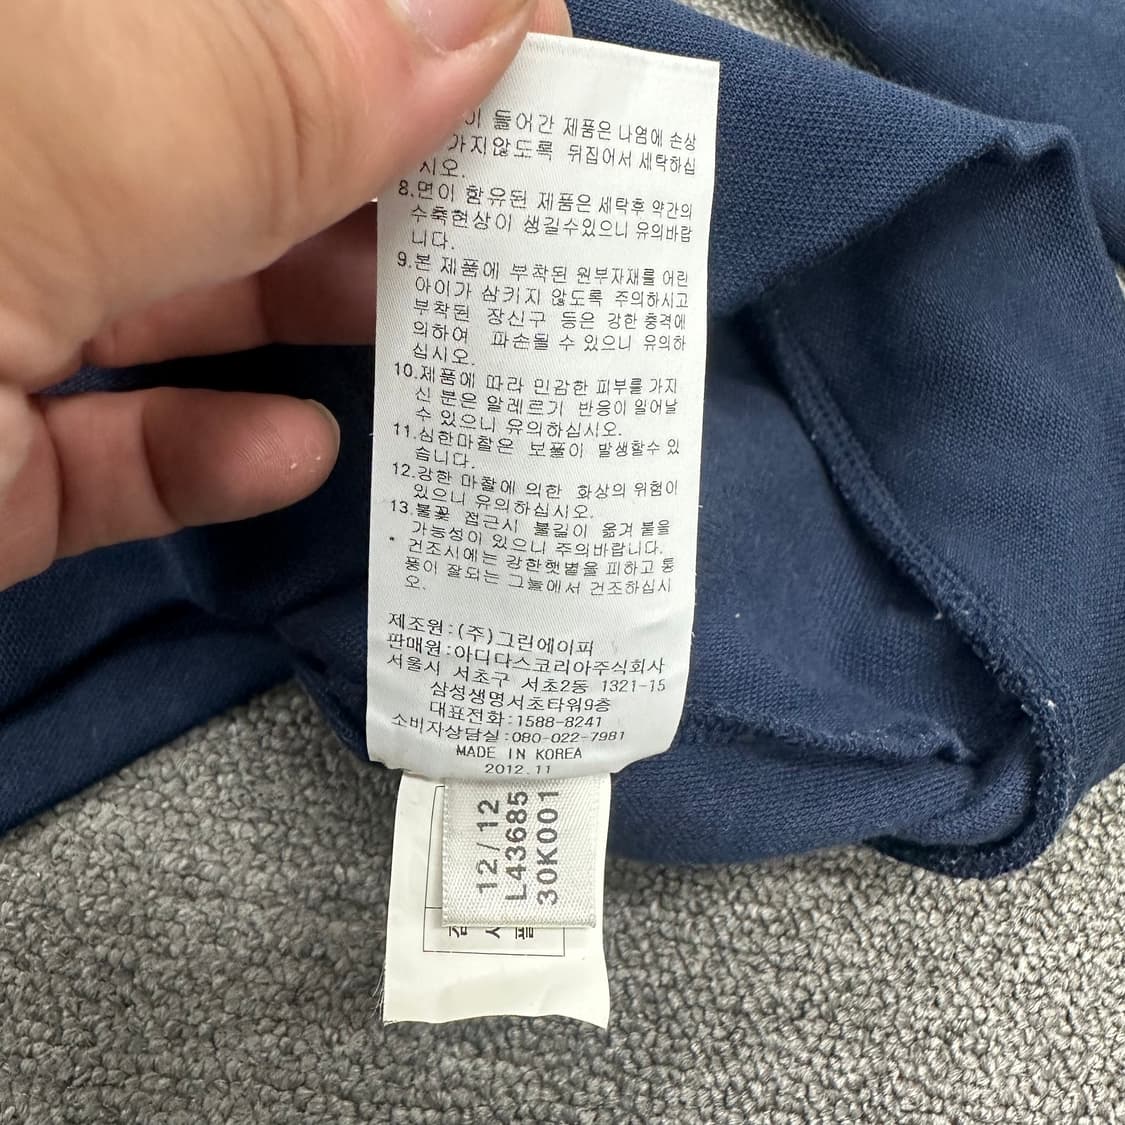 이 들어간 제품은 나염에 손상
가지않도록 뒤집어서 세탁하십
시오.
8.면이 함유된 제품은 세탁후 약간의
수축현상이 생길수있으니 유의바랍
니다.
9.본 제품에 부착된 원부자재를 어린
아이가 삼키지 않도록 주의하시고
부착된 장신구 등은 강한 충격에
의하여 파손될 수 있으니 유의하
십시오.
10.제품에 따라 민감한 피부를 가지
신 분은 알레르기 반응이 일어날
수 있으니 유의하십시오.
11.심한마찰은 보풀이 발생할수 있
습니다.
12.강한 마찰에 의한 화상의 위험이
있으니 유의하십시오.
13.불꽃 접근시 불길이 옮겨 붙을
가능성이 있으니 주의바랍니다.
건조시에는 강한햇볕을 피하고 통
풍이 잘되는 그늘에서 건조하십시
오.
제조원:(주)그린에이피
판매원:아디다스코리아주식회사
서울시 서초구 서초2동 1321-15
삼성생명서초타워9층
대표전화:1588-8241
소비자상담실:080-022-7981
MADE IN KOREA
2012.11
12/12
L43685
30K001